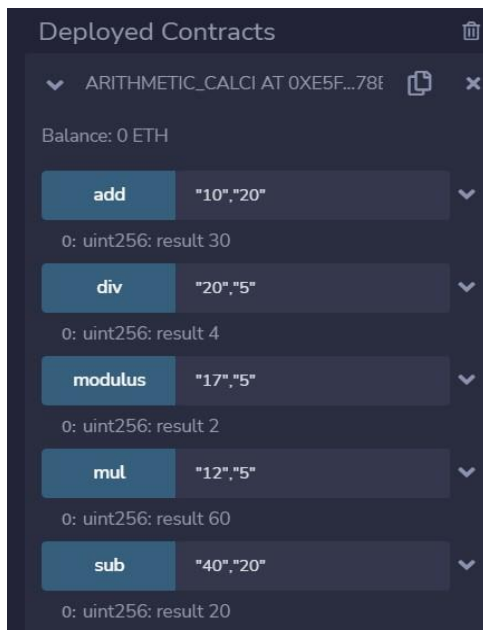 Deployed Contracts
ARITHMETIC_CALCI AT 0XE5F...78E
Balance: 0 ETH
add "10","20"
0: uint256: result 30
div "20","5"
0: uint256: result 4
modulus "17","5"
0: uint256: result 2
mul "12","5"
0: uint256: result 60
sub "40","20"
0: uint256: result 20